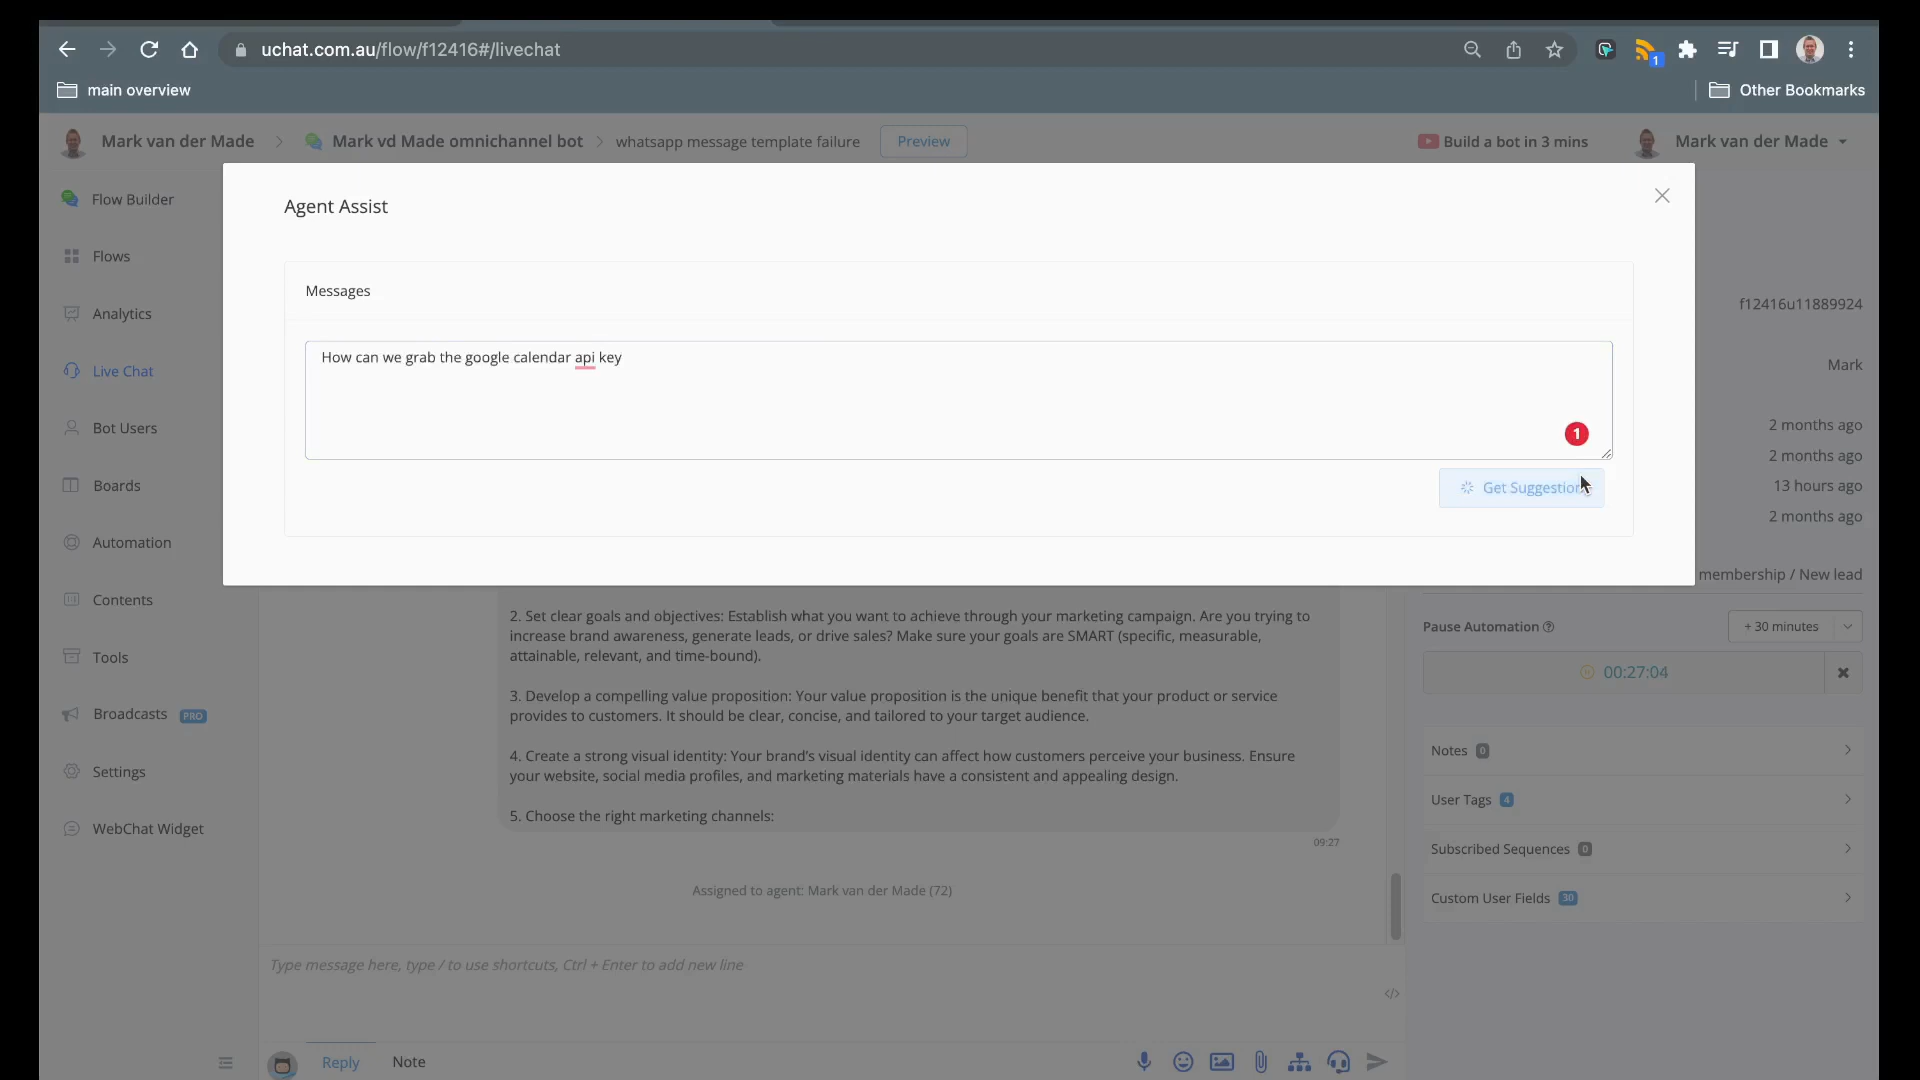 uchat.com.au/flow/f12416#/livechat
1
main overview
Other Bookmarks
Mark van der Made
Mark vd Made omnichannel bot
whatsapp message template failure
Preview
Build a bot in 3 mins
Mark van der Made
Flow Builder
Flows
Analytics
Live Chat
Bot Users
Boards
Automation
Contents
Tools
Broadcasts PRO
Settings
WebChat Widget
Agent Assist
Messages
How can we grab the google calendar api key
1
Get Suggestion
f12416u11889924
Mark
2 months ago
2 months ago
13 hours ago
2 months ago
membership / New lead
2. Set clear goals and objectives: Establish what you want to achieve through your marketing campaign. Are you trying to
increase brand awareness, generate leads, or drive sales? Make sure your goals are SMART (specific, measurable,
attainable, relevant, and time-bound).
3. Develop a compelling value proposition: Your value proposition is the unique benefit that your product or service
provides to customers. It should be clear, concise, and tailored to your target audience.
4. Create a strong visual identity: Your brand's visual identity can affect how customers perceive your business. Ensure
your website, social media profiles, and marketing materials have a consistent and appealing design.
5. Choose the right marketing channels:
09:27
Assigned to agent: Mark van der Made (72)
Type message here, type / to use shortcuts, Ctrl + Enter to add new line
Reply
Note
Pause Automation
+ 30 minutes
00:27:04
Notes 0
User Tags 4
Subscribed Sequences 0
Custom User Fields 30